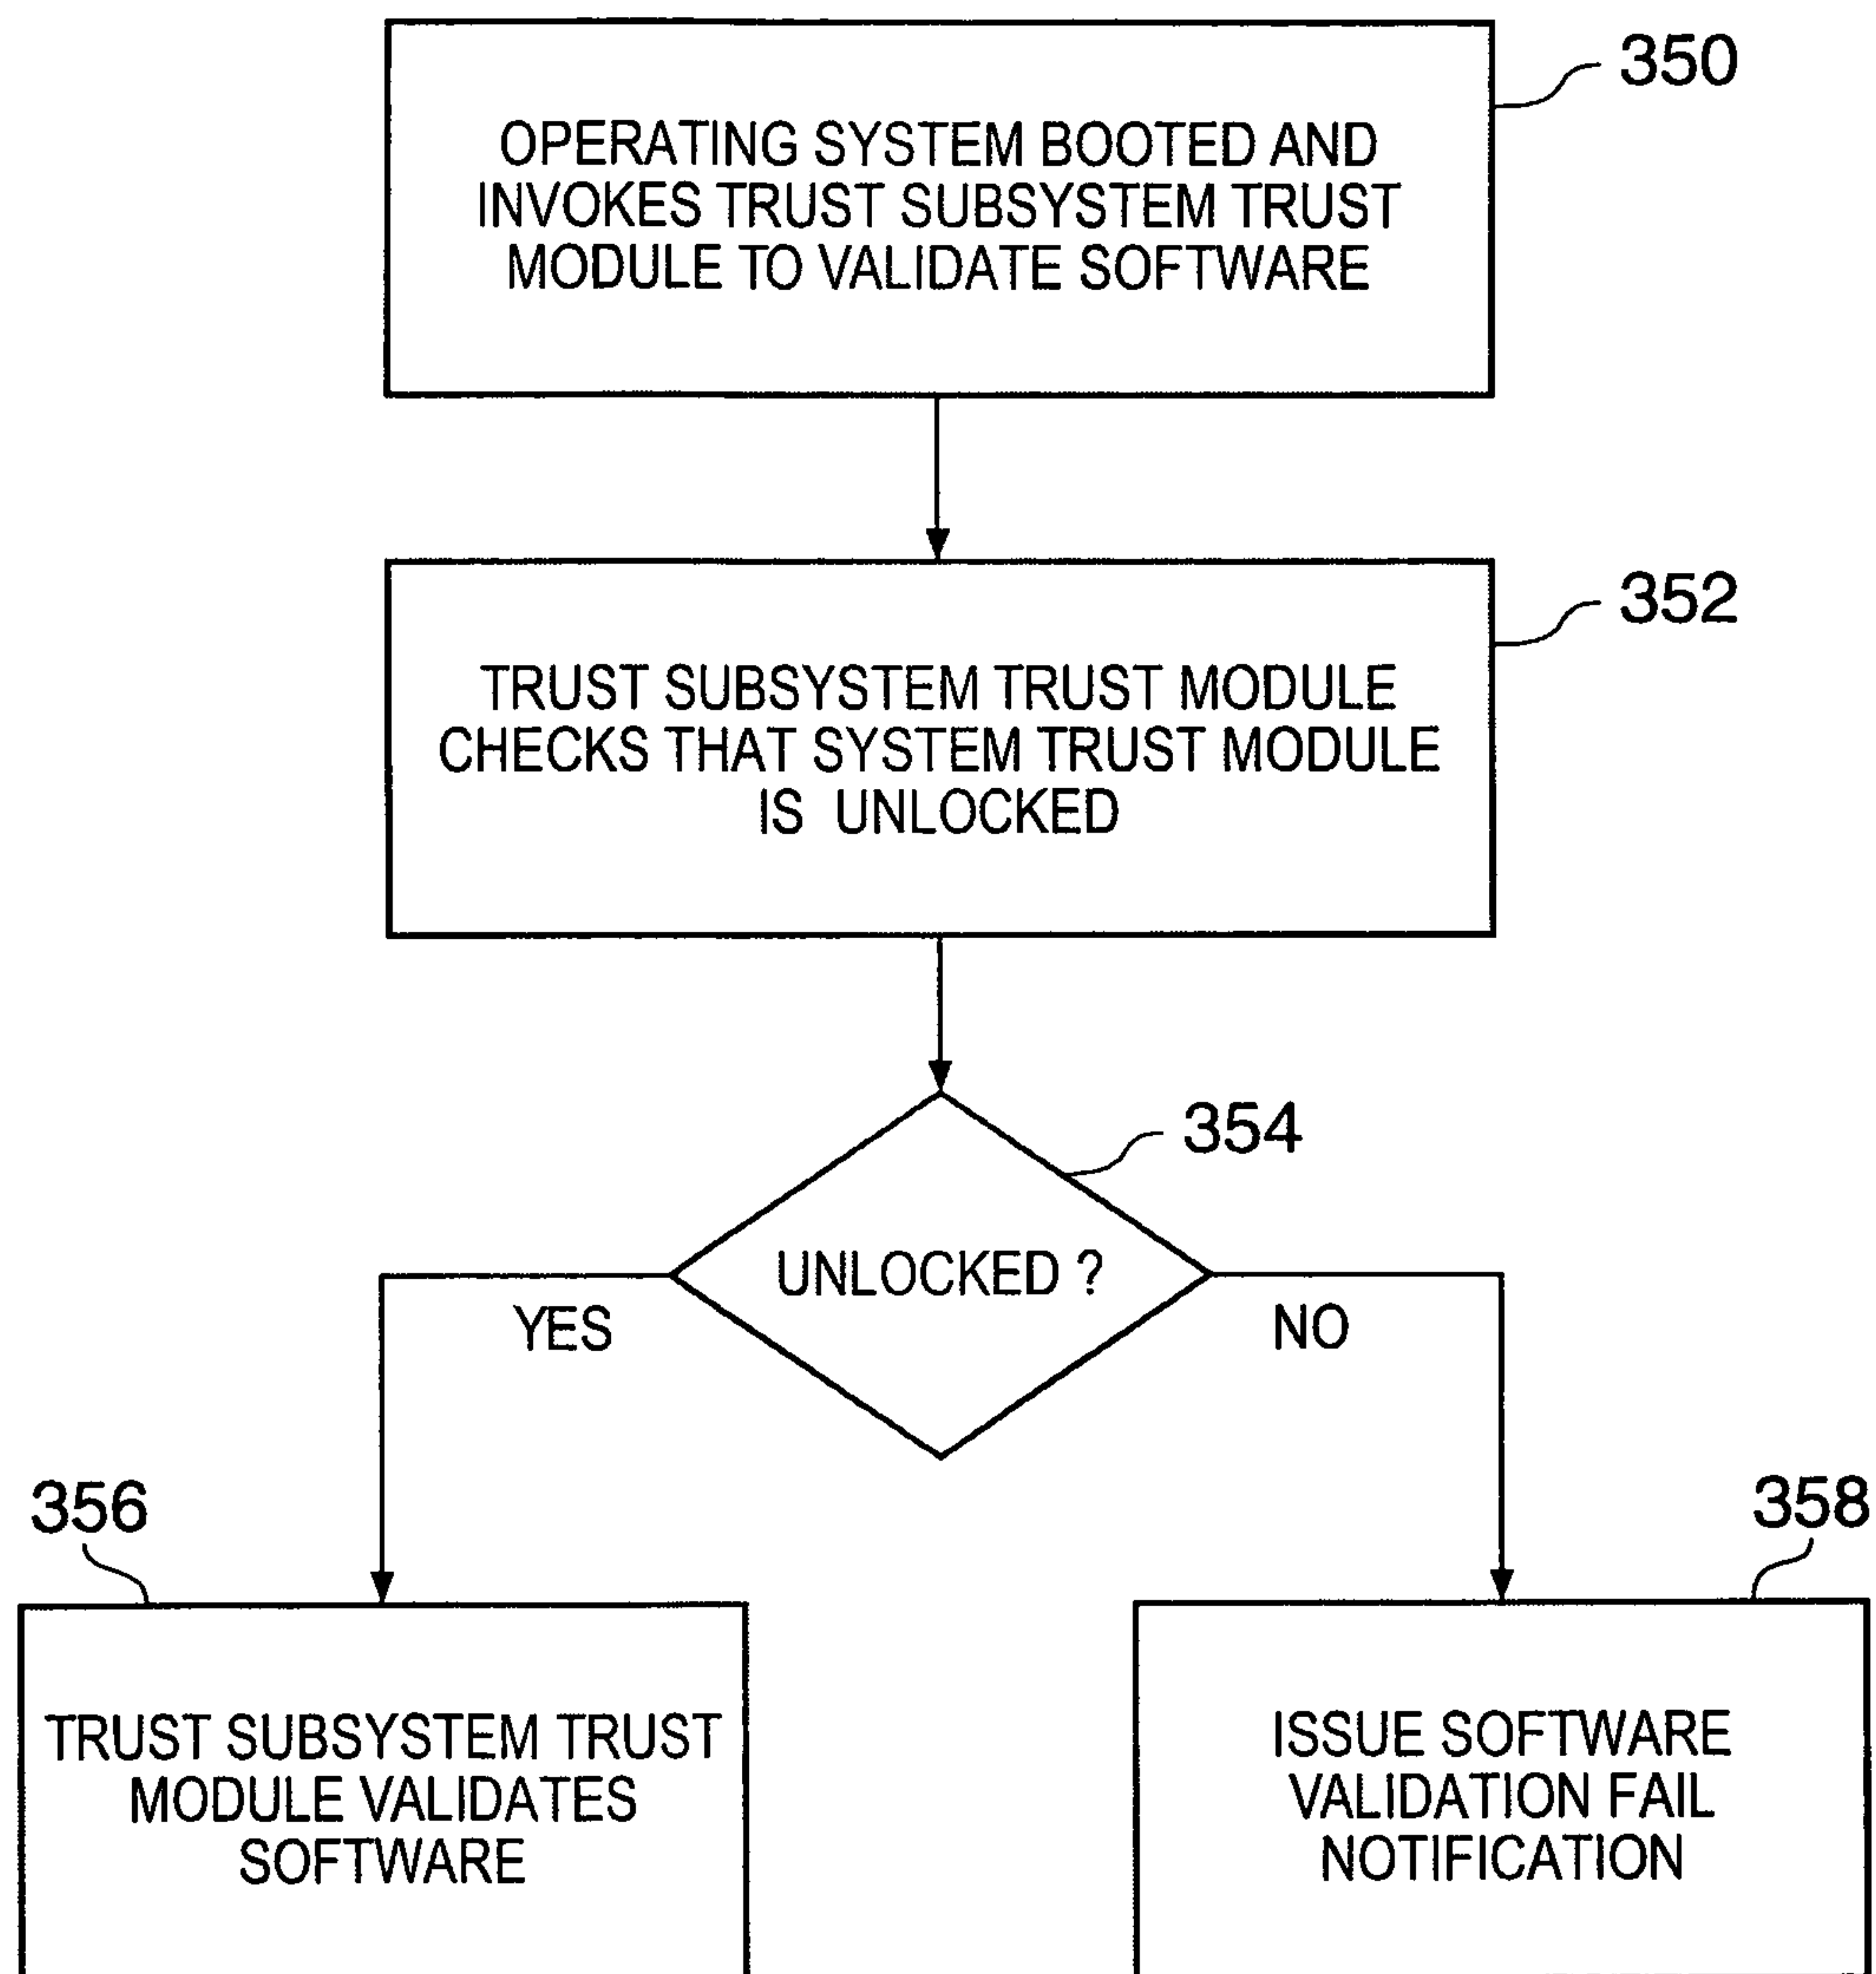 350
OPERATING SYSTEM BOOTED AND
INVOKES TRUST SUBSYSTEM TRUST
MODULE TO VALIDATE SOFTWARE
352
TRUST SUBSYSTEM TRUST MODULE
CHECKS THAT SYSTEM TRUST MODULE
IS UNLOCKED
354
UNLOCKED ?
YES
NO
356
TRUST SUBSYSTEM TRUST
MODULE VALIDATES
SOFTWARE
358
ISSUE SOFTWARE
VALIDATION FAIL
NOTIFICATION